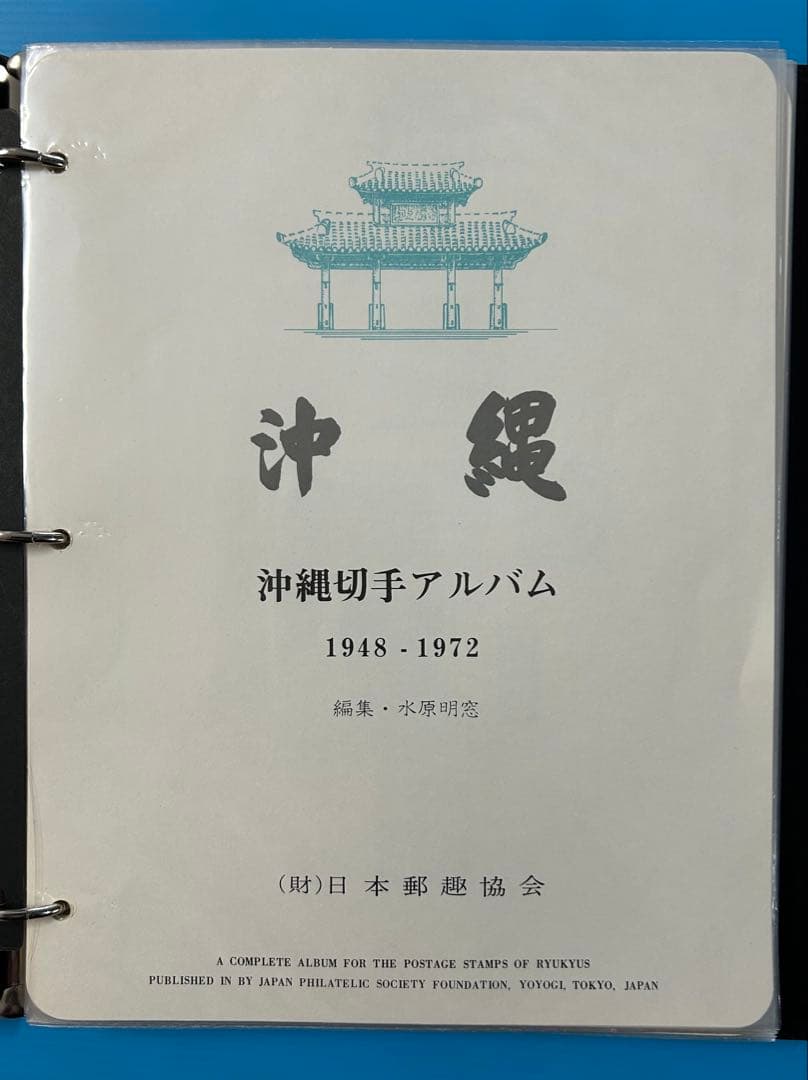 沖縄
沖縄切手アルバム
1948 - 1972
編集・水原明窓
(財)日本郵趣協会
A COMPLETE ALBUM FOR THE POSTAGE STAMPS OF RYUKYUS
PUBLISHED IN BY JAPAN PHILATELIC SOCIETY FOUNDATION, YOYOGI, TOKYO, JAPAN